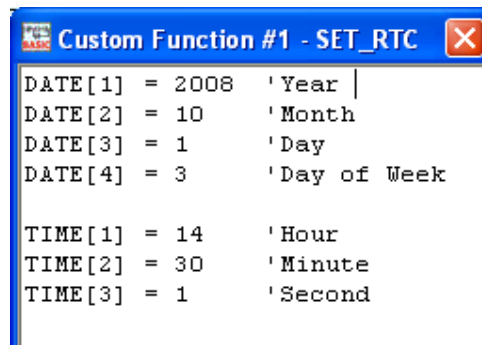 BASIC Custom Function #1 - SET_RTC
DATE[1] = 2008 'Year
DATE[2] = 10 'Month
DATE[3] = 1 'Day
DATE[4] = 3 'Day of Week
TIME[1] = 14 'Hour
TIME[2] = 30 'Minute
TIME[3] = 1 'Second